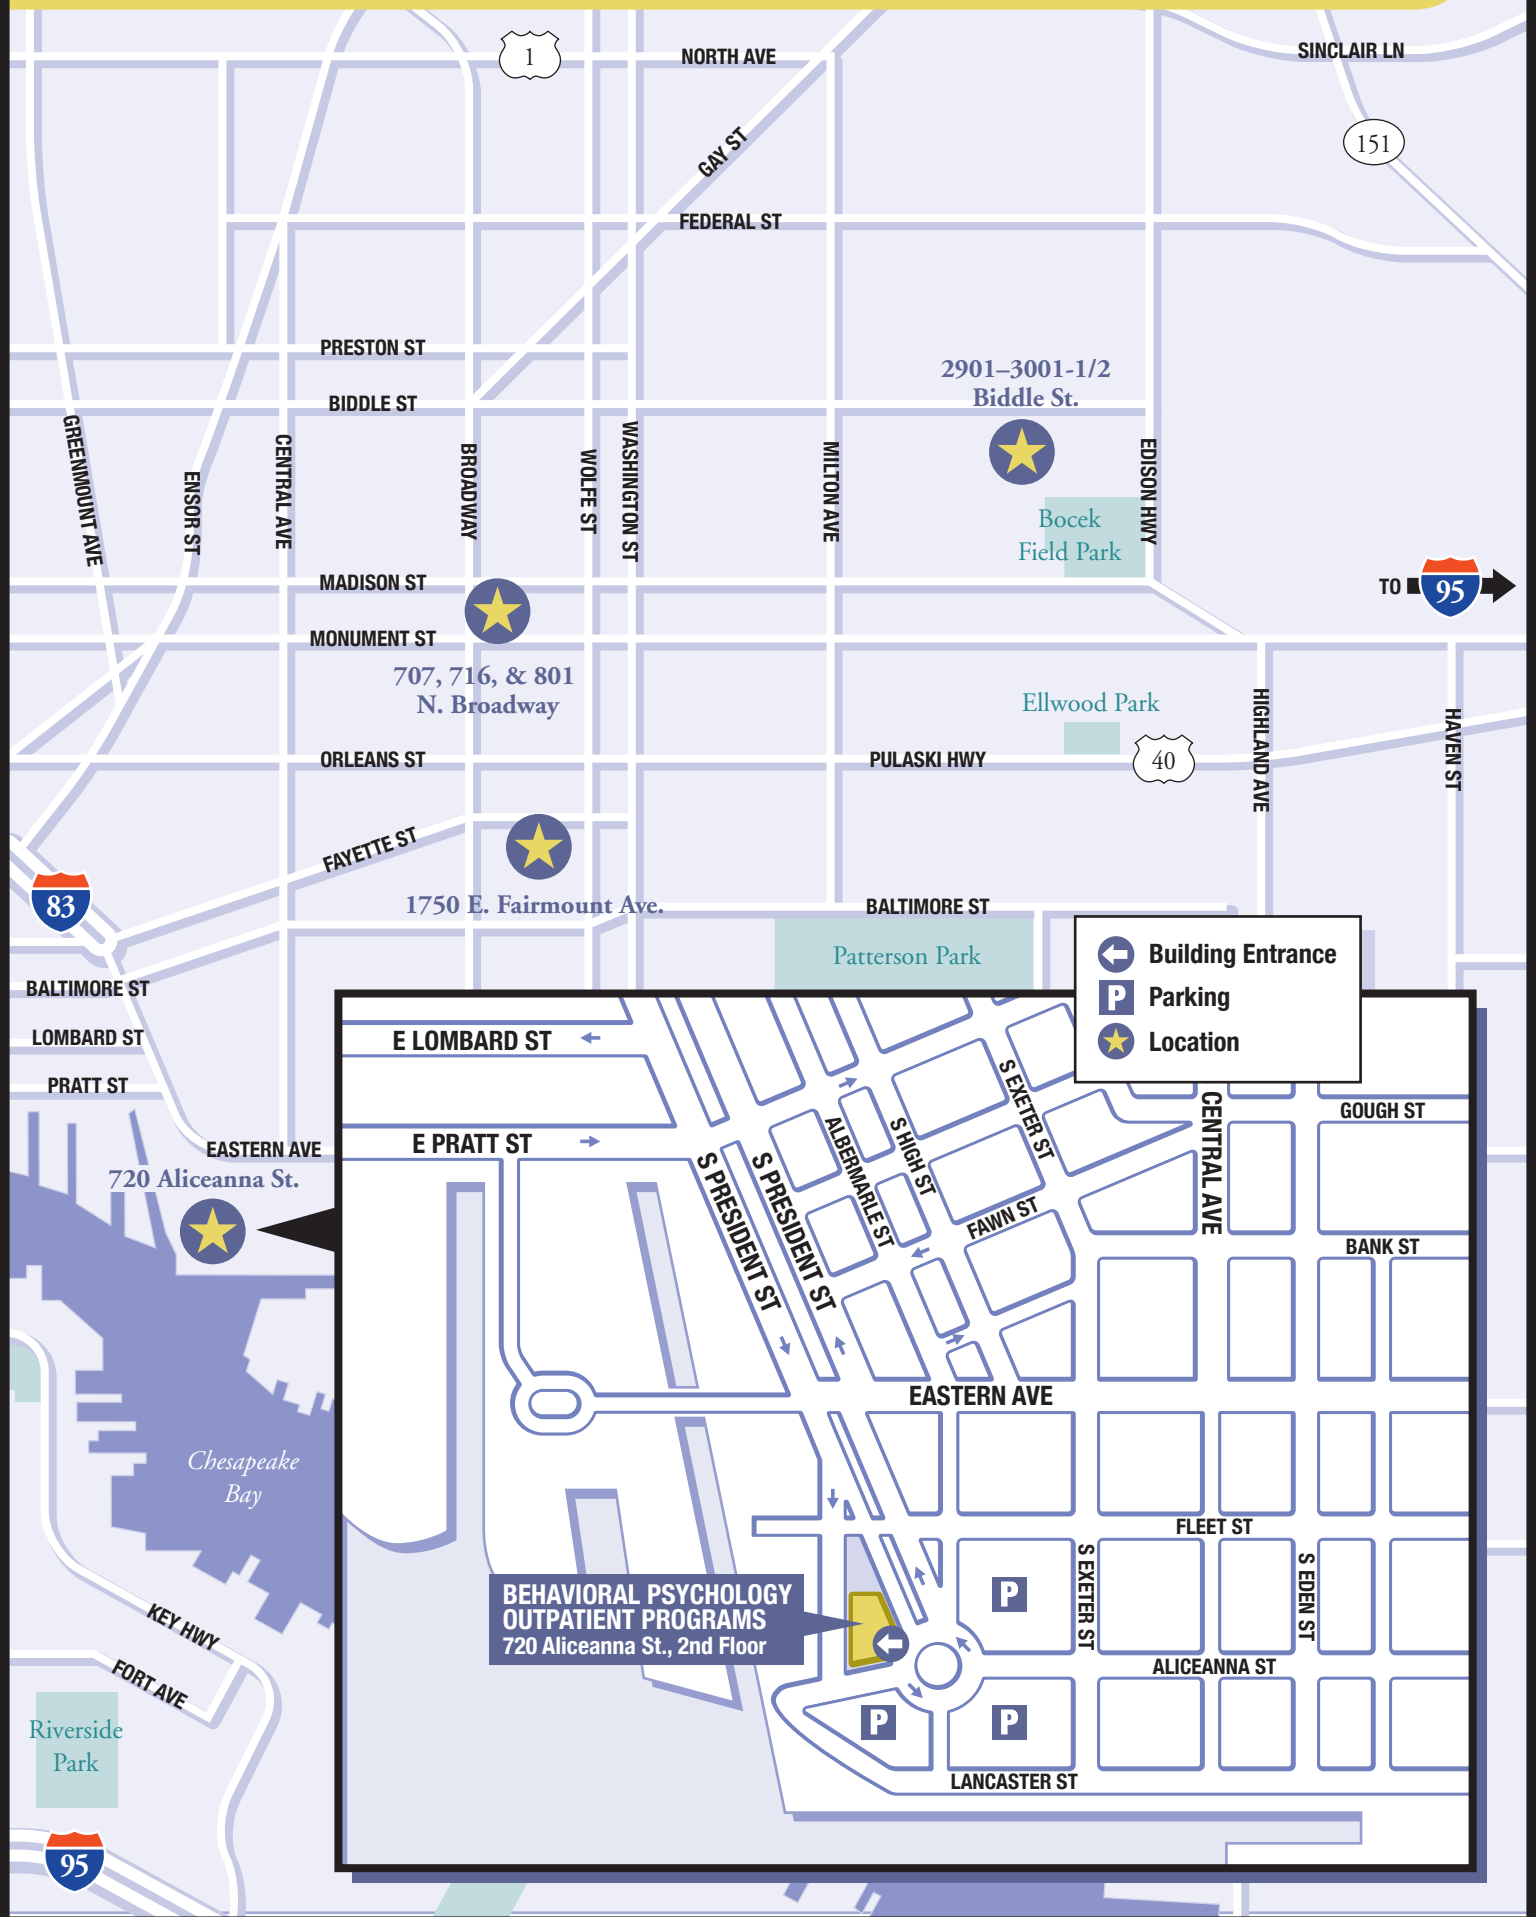 1
NORTH AVE
SINCLAIR LN
151
GAY ST
FEDERAL ST
PRESTON ST
BIDDLE ST
2901–3001-1/2
Biddle St.
GREENMOUNT AVE
ENSOR ST
CENTRAL AVE
BROADWAY
WOLFE ST
WASHINGTON ST
MILTON AVE
EDISON HWY
Bocek
Field Park
MADISON ST
TO
95
MONUMENT ST
707, 716, & 801
N. Broadway
Ellwood Park
HIGHLAND AVE
HAVEN ST
ORLEANS ST
PULASKI HWY
40
FAYETTE ST
83
1750 E. Fairmount Ave.
BALTIMORE ST
Patterson Park
Building Entrance
P
Parking
Location
BALTIMORE ST
LOMBARD ST
PRATT ST
EASTERN AVE
720 Aliceanna St.
E LOMBARD ST
E PRATT ST
S PRESIDENT ST
S PRESIDENT ST
ALBERMARLE ST
S HIGH ST
S EXETER ST
FAWN ST
CENTRAL AVE
GOUGH ST
BANK ST
EASTERN AVE
Chesapeake
Bay
FLEET ST
S EXETER ST
S EDEN ST
BEHAVIORAL PSYCHOLOGY
OUTPATIENT PROGRAMS
720 Aliceanna St., 2nd Floor
P
ALICEANNA ST
P
P
LANCASTER ST
KEY HWY
FORT AVE
Riverside
Park
95